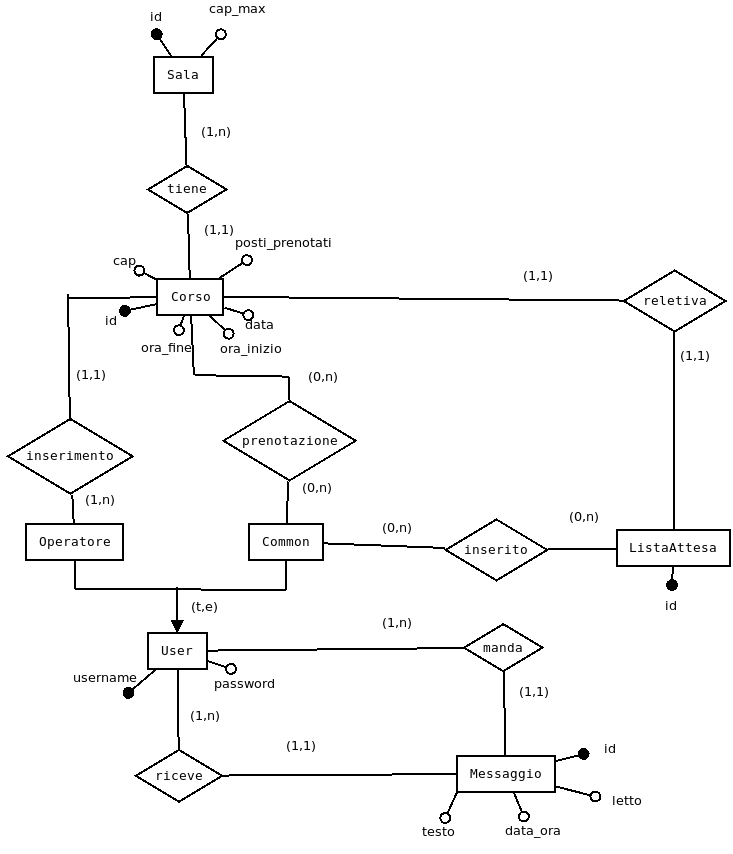 id
cap_max
Sala
(1,n)
tiene
(1,1)
posti_prenotati
cap
Corso
(1,1)
reletiva
id
data
ora_fine
ora_inizio
(1,1)
(1,1)
(0,n)
inserimento
prenotazione
(1,n)
(0,n)
(0,n)
(0,n)
Operatore
Common
inserito
ListaAttesa
id
(t,e)
(1,n)
User
manda
username
password
(1,1)
(1,n)
(1,1)
id
riceve
Messaggio
letto
testo
data_ora